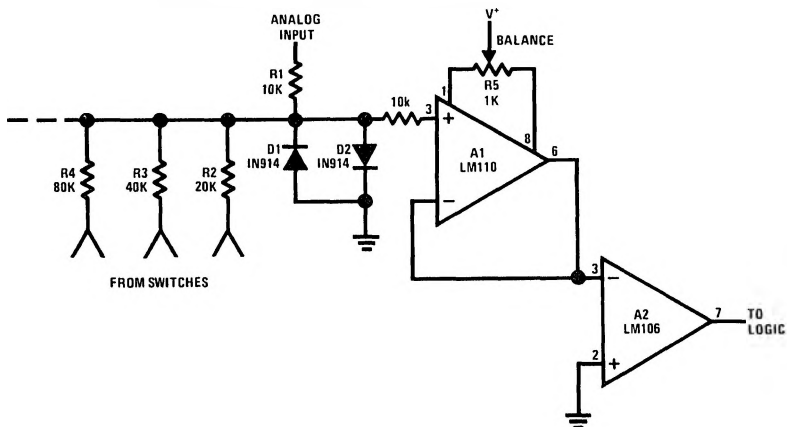 ANALOG
INPUT
V+
BALANCE
R1
10K
R5
1K
10k
3
1
+
8
A1
LM110
6
−
R4
80K
R3
40K
R2
20K
D1
IN914
D2
IN914
FROM SWITCHES
3
−
A2
LM106
7
TO
LOGIC
2
+